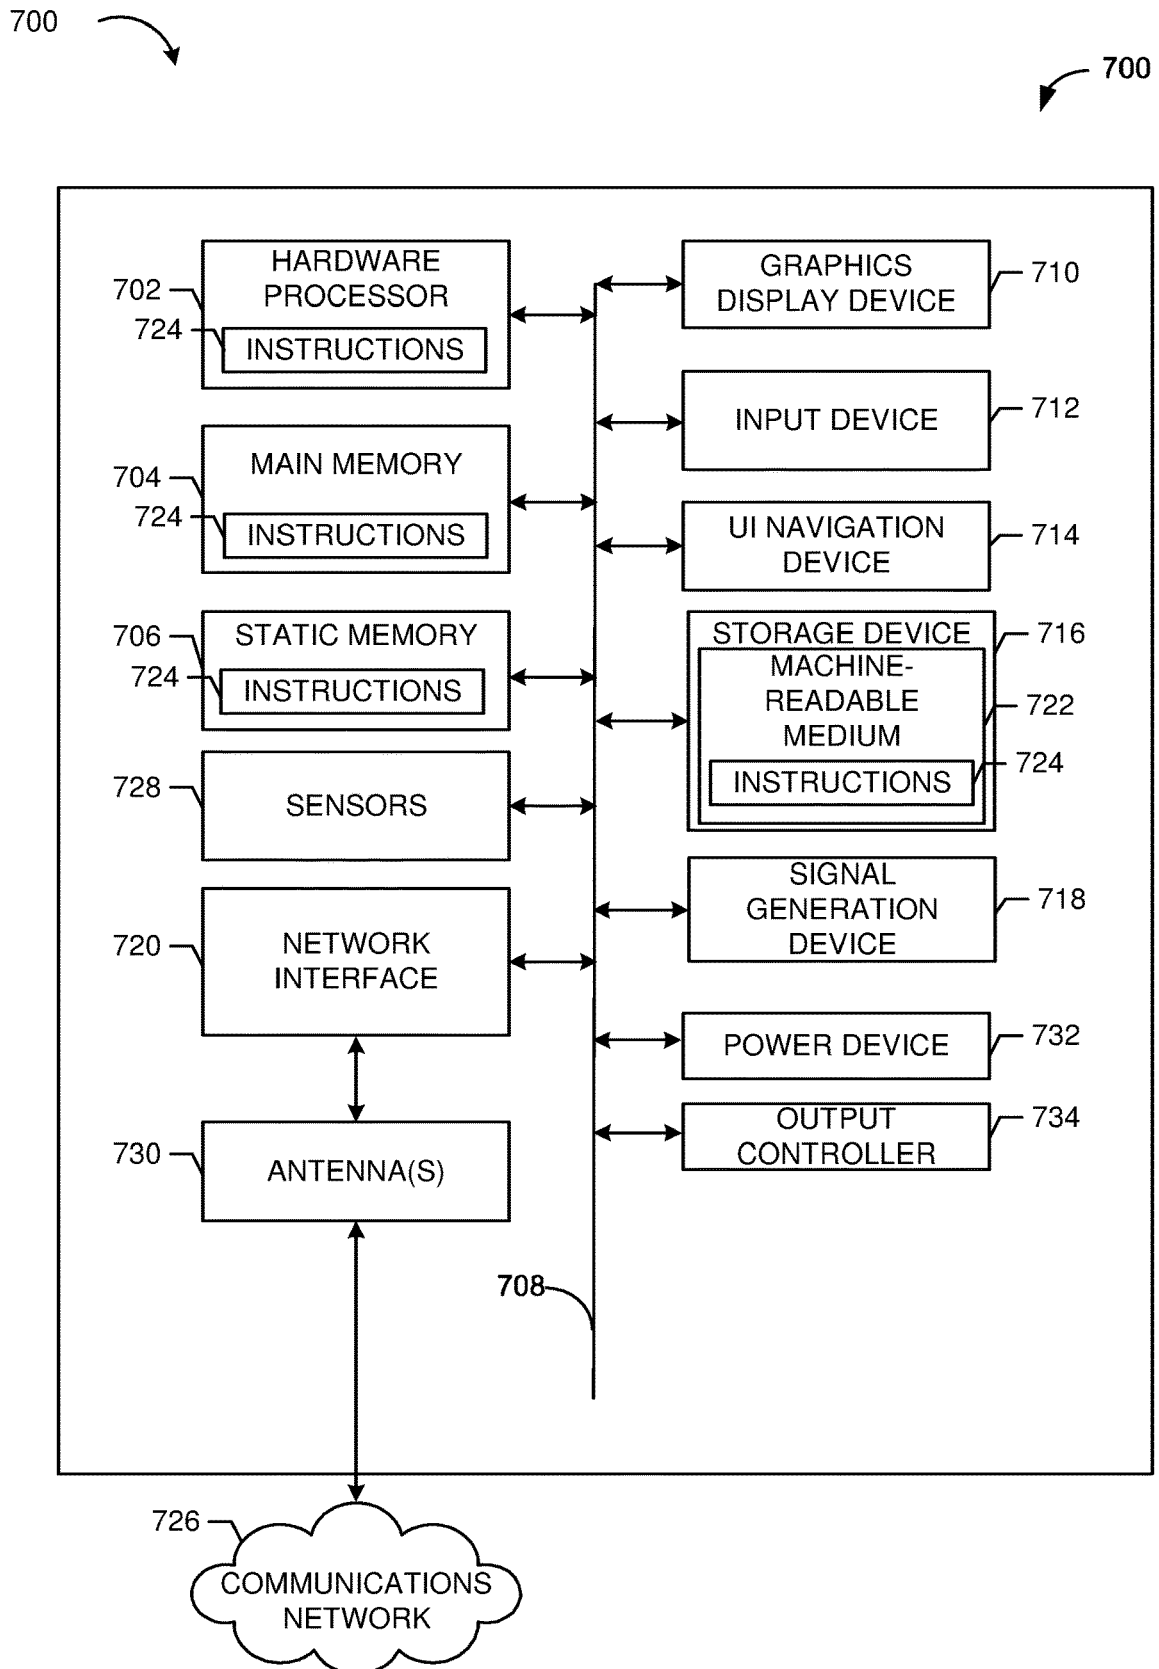 700
700
HARDWARE
PROCESSOR
702
724
INSTRUCTIONS
MAIN MEMORY
704
724
INSTRUCTIONS
STATIC MEMORY
706
724
INSTRUCTIONS
728
SENSORS
720
NETWORK
INTERFACE
730
ANTENNA(S)
708
GRAPHICS
DISPLAY DEVICE
710
INPUT DEVICE
712
UI NAVIGATION
DEVICE
714
STORAGE DEVICE
716
MACHINE-
READABLE
MEDIUM
722
INSTRUCTIONS
724
SIGNAL
GENERATION
DEVICE
718
POWER DEVICE
732
OUTPUT
CONTROLLER
734
726
COMMUNICATIONS
NETWORK